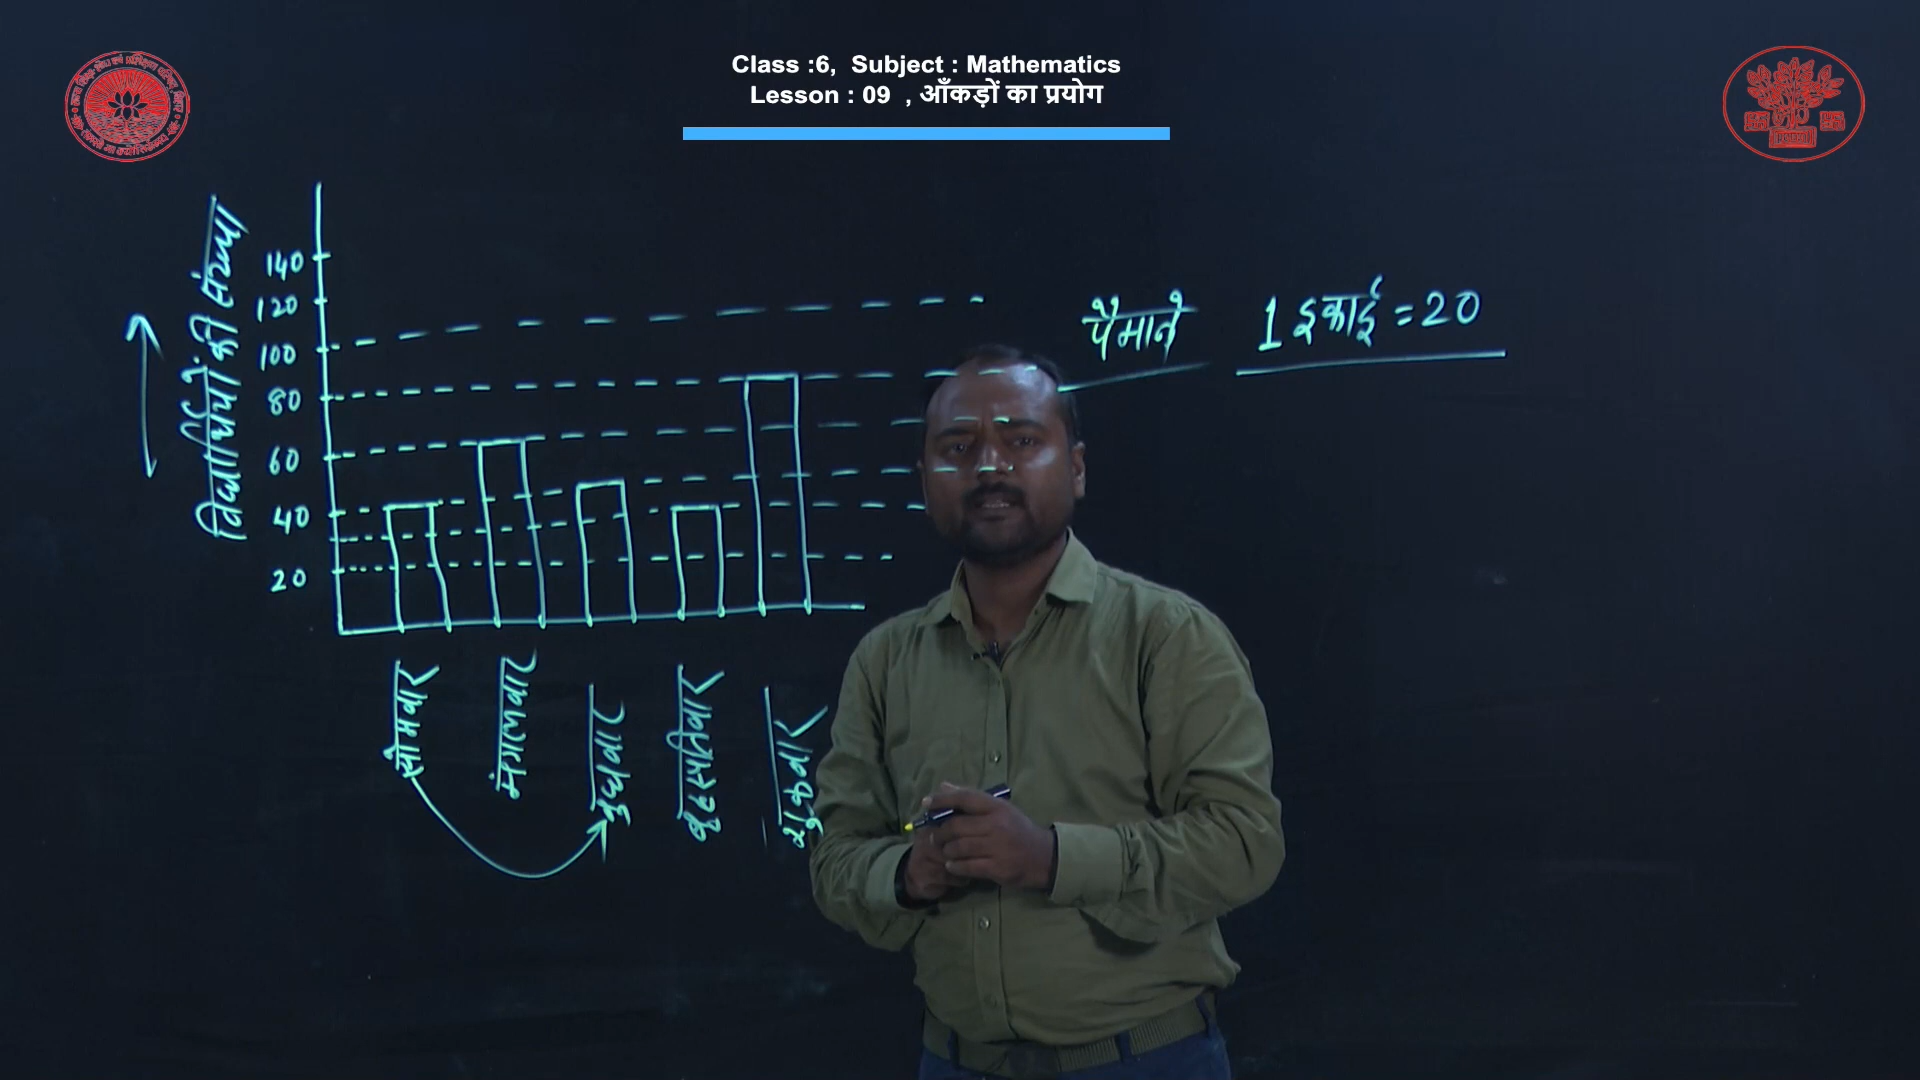 Class :6,  Subject : Mathematics
Lesson : 09  , आँकड़ों का प्रयोग
विद्यार्थियों की संख्या
140
120
100
80
60
40
20
पैमाने 1 इकाई = 20
सोमवार
मंगलवार
बुधवार
बृहस्पतिवार
शुक्रवार